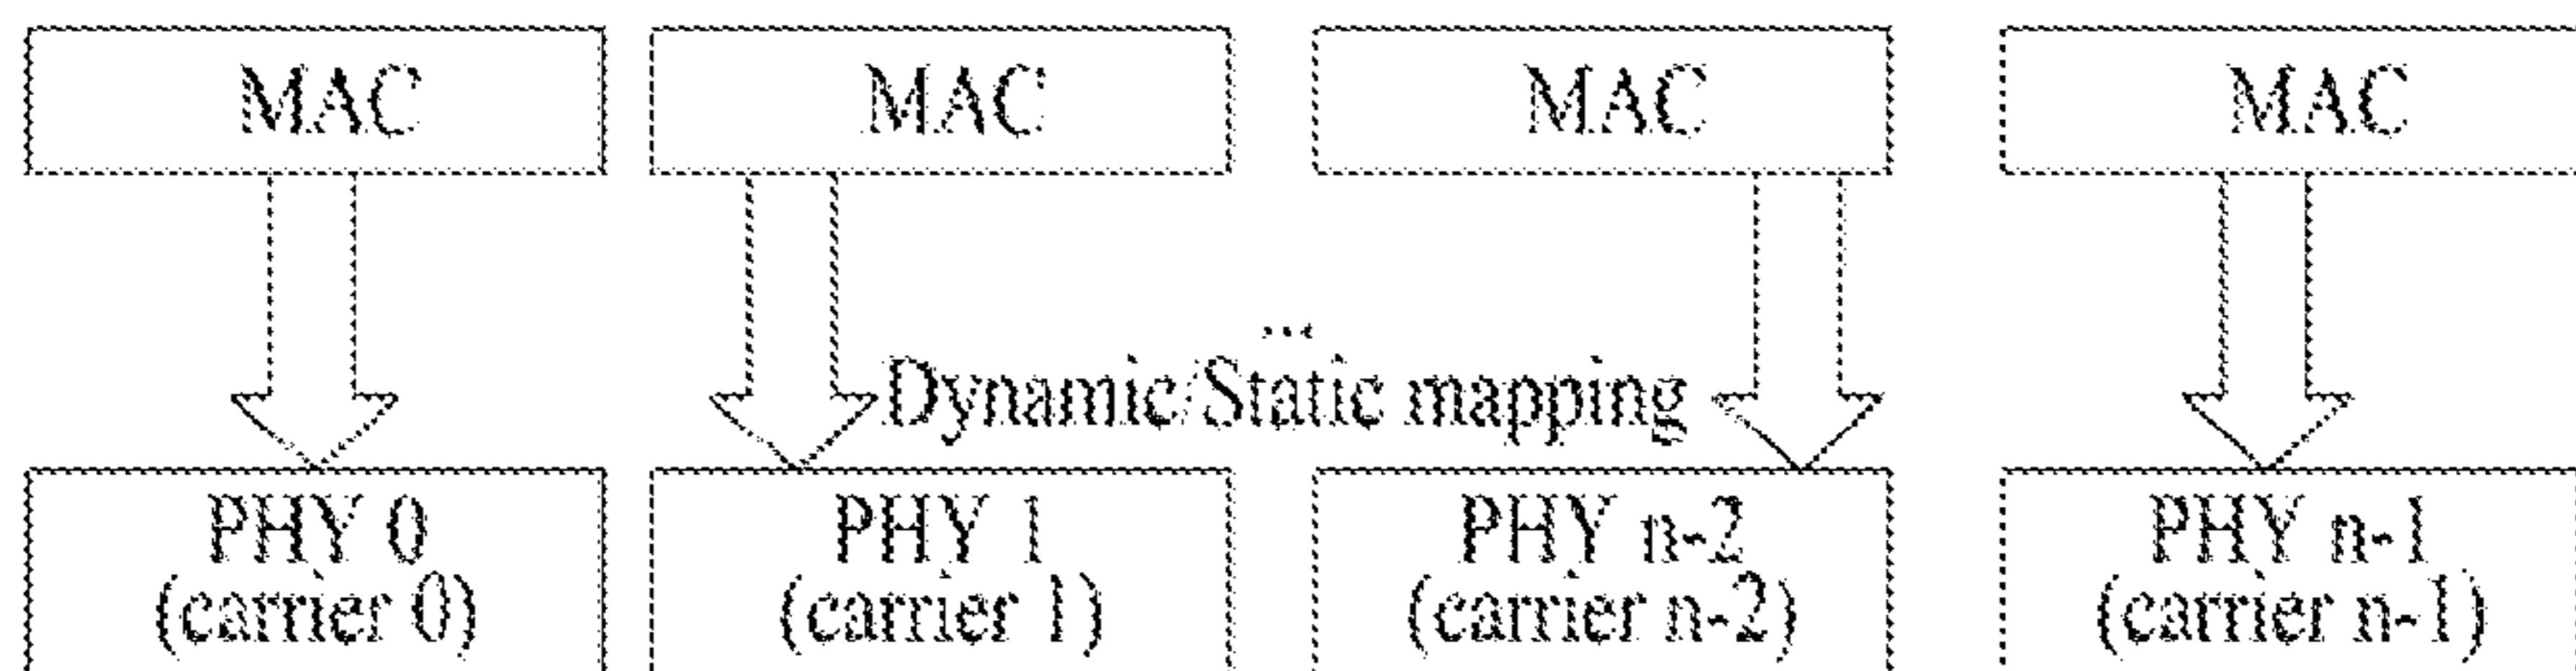 MAC MAC MAC MAC
...
Dynamic/Static mapping
PHY 0 PHY 1 PHY n-2 PHY n-1
(carrier 0) (carrier 1) (carrier n-2) (carrier n-1)